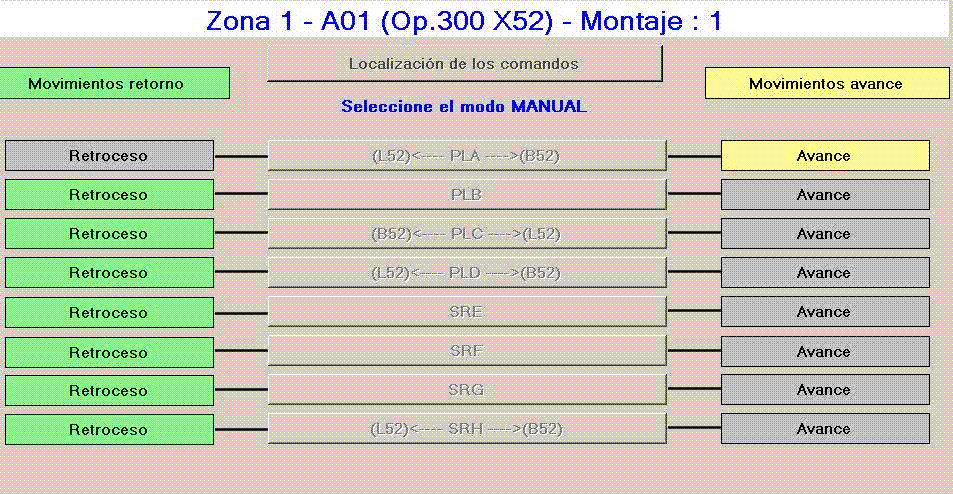 Zona 1 - A01 (Op.300 X52) - Montaje : 1
Localización de los comandos
Movimientos retorno
Movimientos avance
Seleccione el modo MANUAL
Retroceso (L52)<---- PLA ---->(B52) Avance
Retroceso PLB Avance
Retroceso (B52)<---- PLC ---->(L52) Avance
Retroceso (L52)<---- PLD ---->(B52) Avance
Retroceso SRE Avance
Retroceso SRF Avance
Retroceso SRG Avance
Retroceso (L52)<---- SRH ---->(B52) Avance